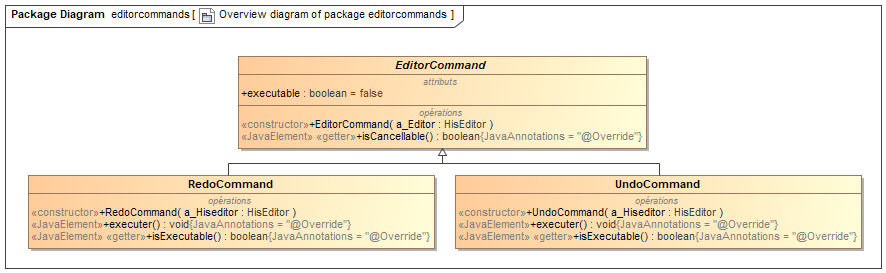 Package Diagram editorcommands [ Overview diagram of package editorcommands ]
EditorCommand
attributs
+executable : boolean = false
opérations
«constructor»+EditorCommand( a_Editor : HisEditor )
«JavaElement» «getter»+isCancellable() : boolean{JavaAnnotations = "@Override"}
RedoCommand
opérations
«constructor»+RedoCommand( a_Hiseditor : HisEditor )
«JavaElement»+executer() : void{JavaAnnotations = "@Override"}
«JavaElement» «getter»+isExecutable() : boolean{JavaAnnotations = "@Override"}
UndoCommand
opérations
«constructor»+UndoCommand( a_Hiseditor : HisEditor )
«JavaElement»+executer() : void{JavaAnnotations = "@Override"}
«JavaElement» «getter»+isExecutable() : boolean{JavaAnnotations = "@Override"}